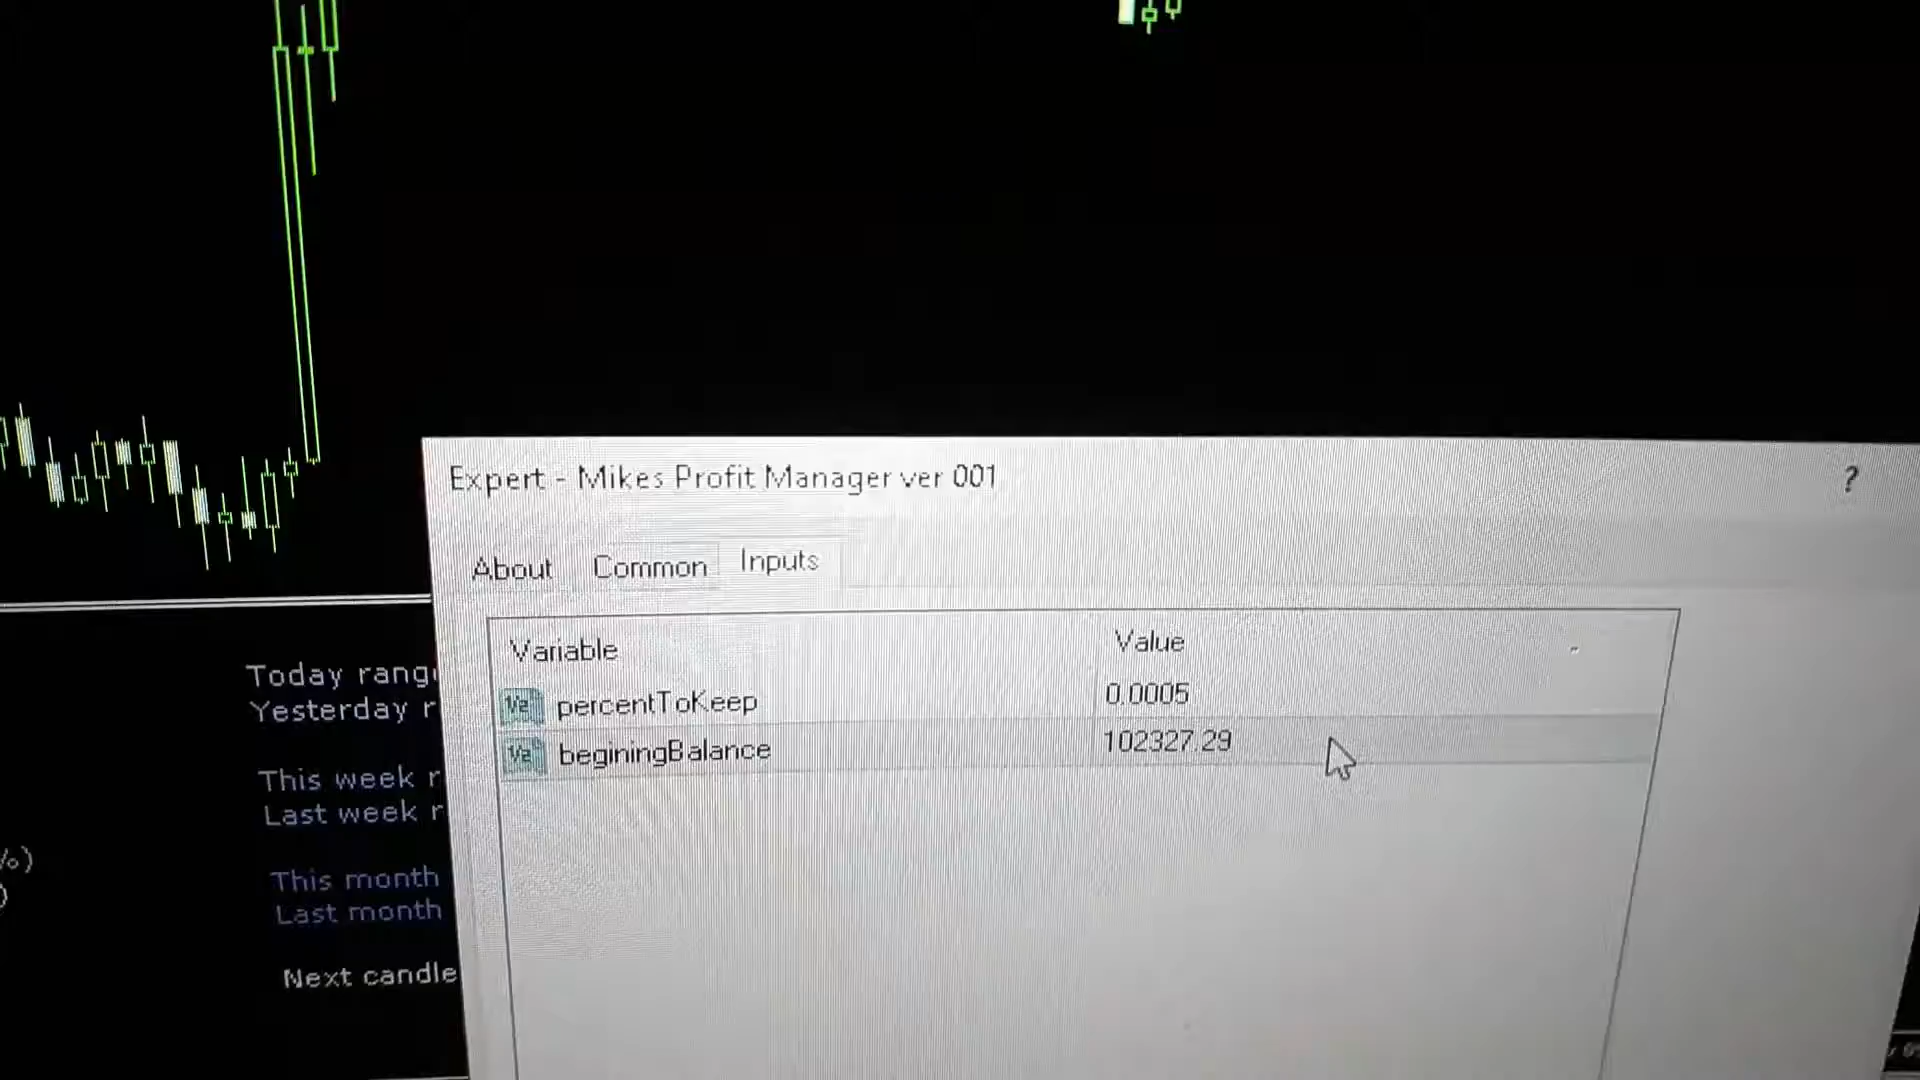 Expert - Mikes Profit Manager ver 001
?
About Common Inputs
Variable Value
percentToKeep 0.0005
beginingBalance 102327.29
Today
Yesterday
This week
Last week
%)
)
This month
Last month
Next candle